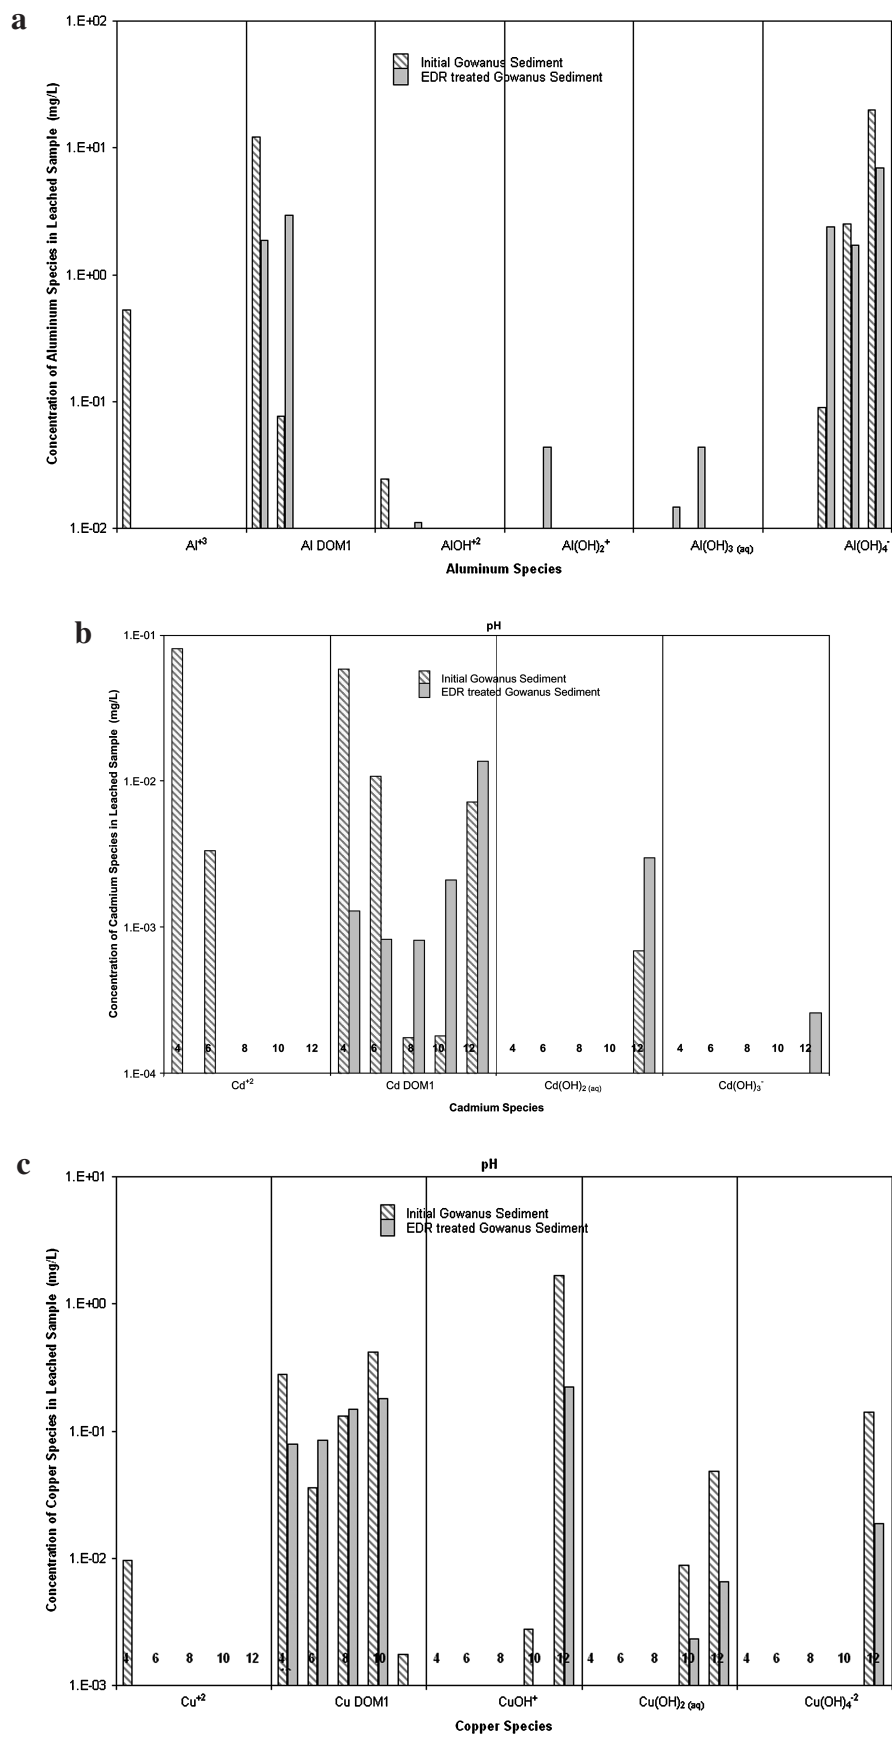 a
1.E+02
Initial Gowanus Sediment
EDR treated Gowanus Sediment
1.E+01
1.E+00
1.E-01
1.E-02
Concentration of Aluminum Species in Leached Sample (mg/L)
Al+3 Al DOM1 AlOH+2 Al(OH)2+ Al(OH)3 (aq) Al(OH)4-
Aluminum Species
b
pH
1.E-01
Initial Gowanus Sediment
EDR treated Gowanus Sediment
1.E-02
1.E-03
Concentration of Cadmium Species in Leached Sample (mg/L)
4 6 8 10 12 4 6 8 10 12 4 6 8 10 12 4 6 8 10 12
1.E-04
Cd+2 Cd DOM1 Cd(OH)2 (aq) Cd(OH)3-
Cadmium Species
c
pH
1.E+01
Initial Gowanus Sediment
EDR treated Gowanus Sediment
1.E+00
1.E-01
1.E-02
Concentration of Copper Species in Leached Sample (mg/L)
4 6 8 10 12 4 6 8 10 4 6 8 10 12 4 6 8 10 12 4 6 8 10 12
1.E-03
Cu+2 Cu DOM1 CuOH+ Cu(OH)2 (aq) Cu(OH)4-2
Copper Species